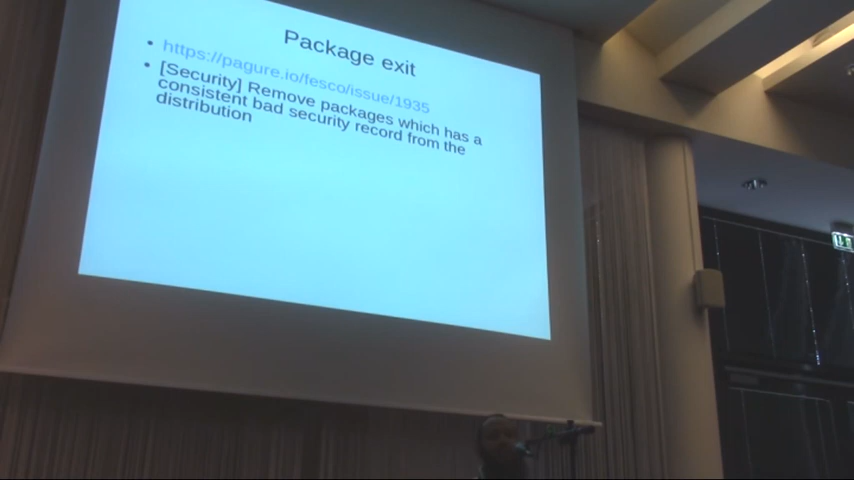 Package exit
• https://pagure.io/fesco/issue/1935
• [Security] Remove packages which has a
consistent bad security record from the
distribution